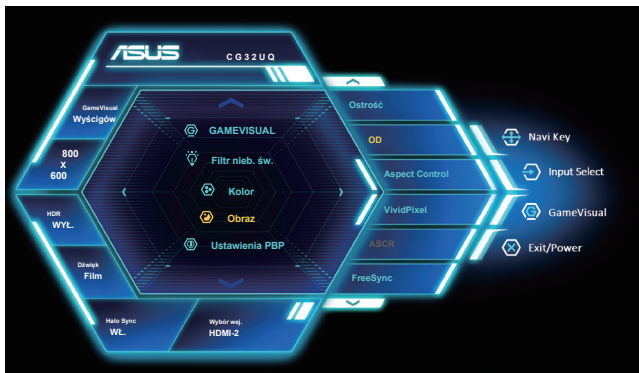 ASUS CG32UQ
GameVisual
Wyścigów
800
X
600
HDR
WYŁ.
Dźwięk
Film
Halo Sync
WŁ.
Wybór wej.
HDMI-2
GAMEVISUAL
Filtr nieb. św.
Kolor
Obraz
Ustawienia PBP
Ostrość
OD
Aspect Control
VividPixel
ASCR
FreeSync
Navi Key
Input Select
GameVisual
Exit/Power